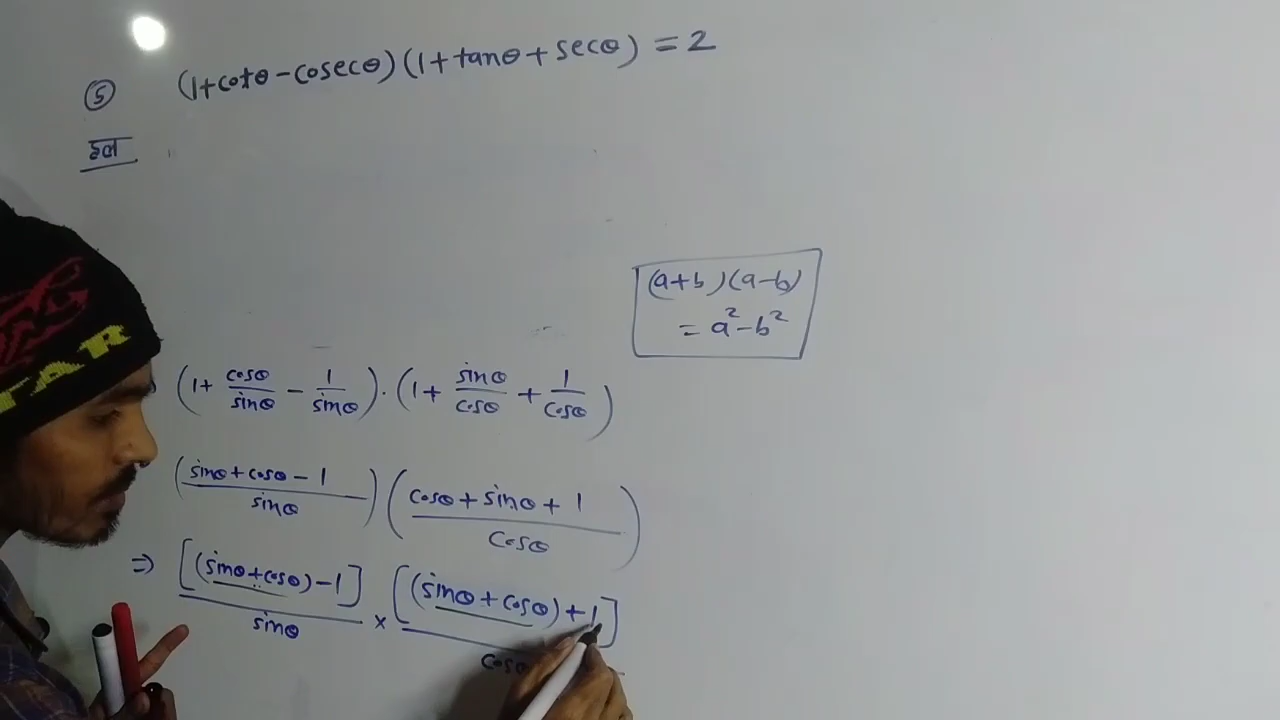 ⑤ (1+cotθ-cosecθ)(1+tanθ+secθ) = 2
हल
(a+b)(a-b)
= a²-b²
(1+ cosθ/sinθ - 1/sinθ).(1+ sinθ/cosθ + 1/cosθ)
(sinθ+cosθ-1/sinθ)(cosθ+sinθ+1/cosθ)
⇒ [(sinθ+cosθ)-1]/sinθ × [(sinθ+cosθ)+1]/cosθ
TAR